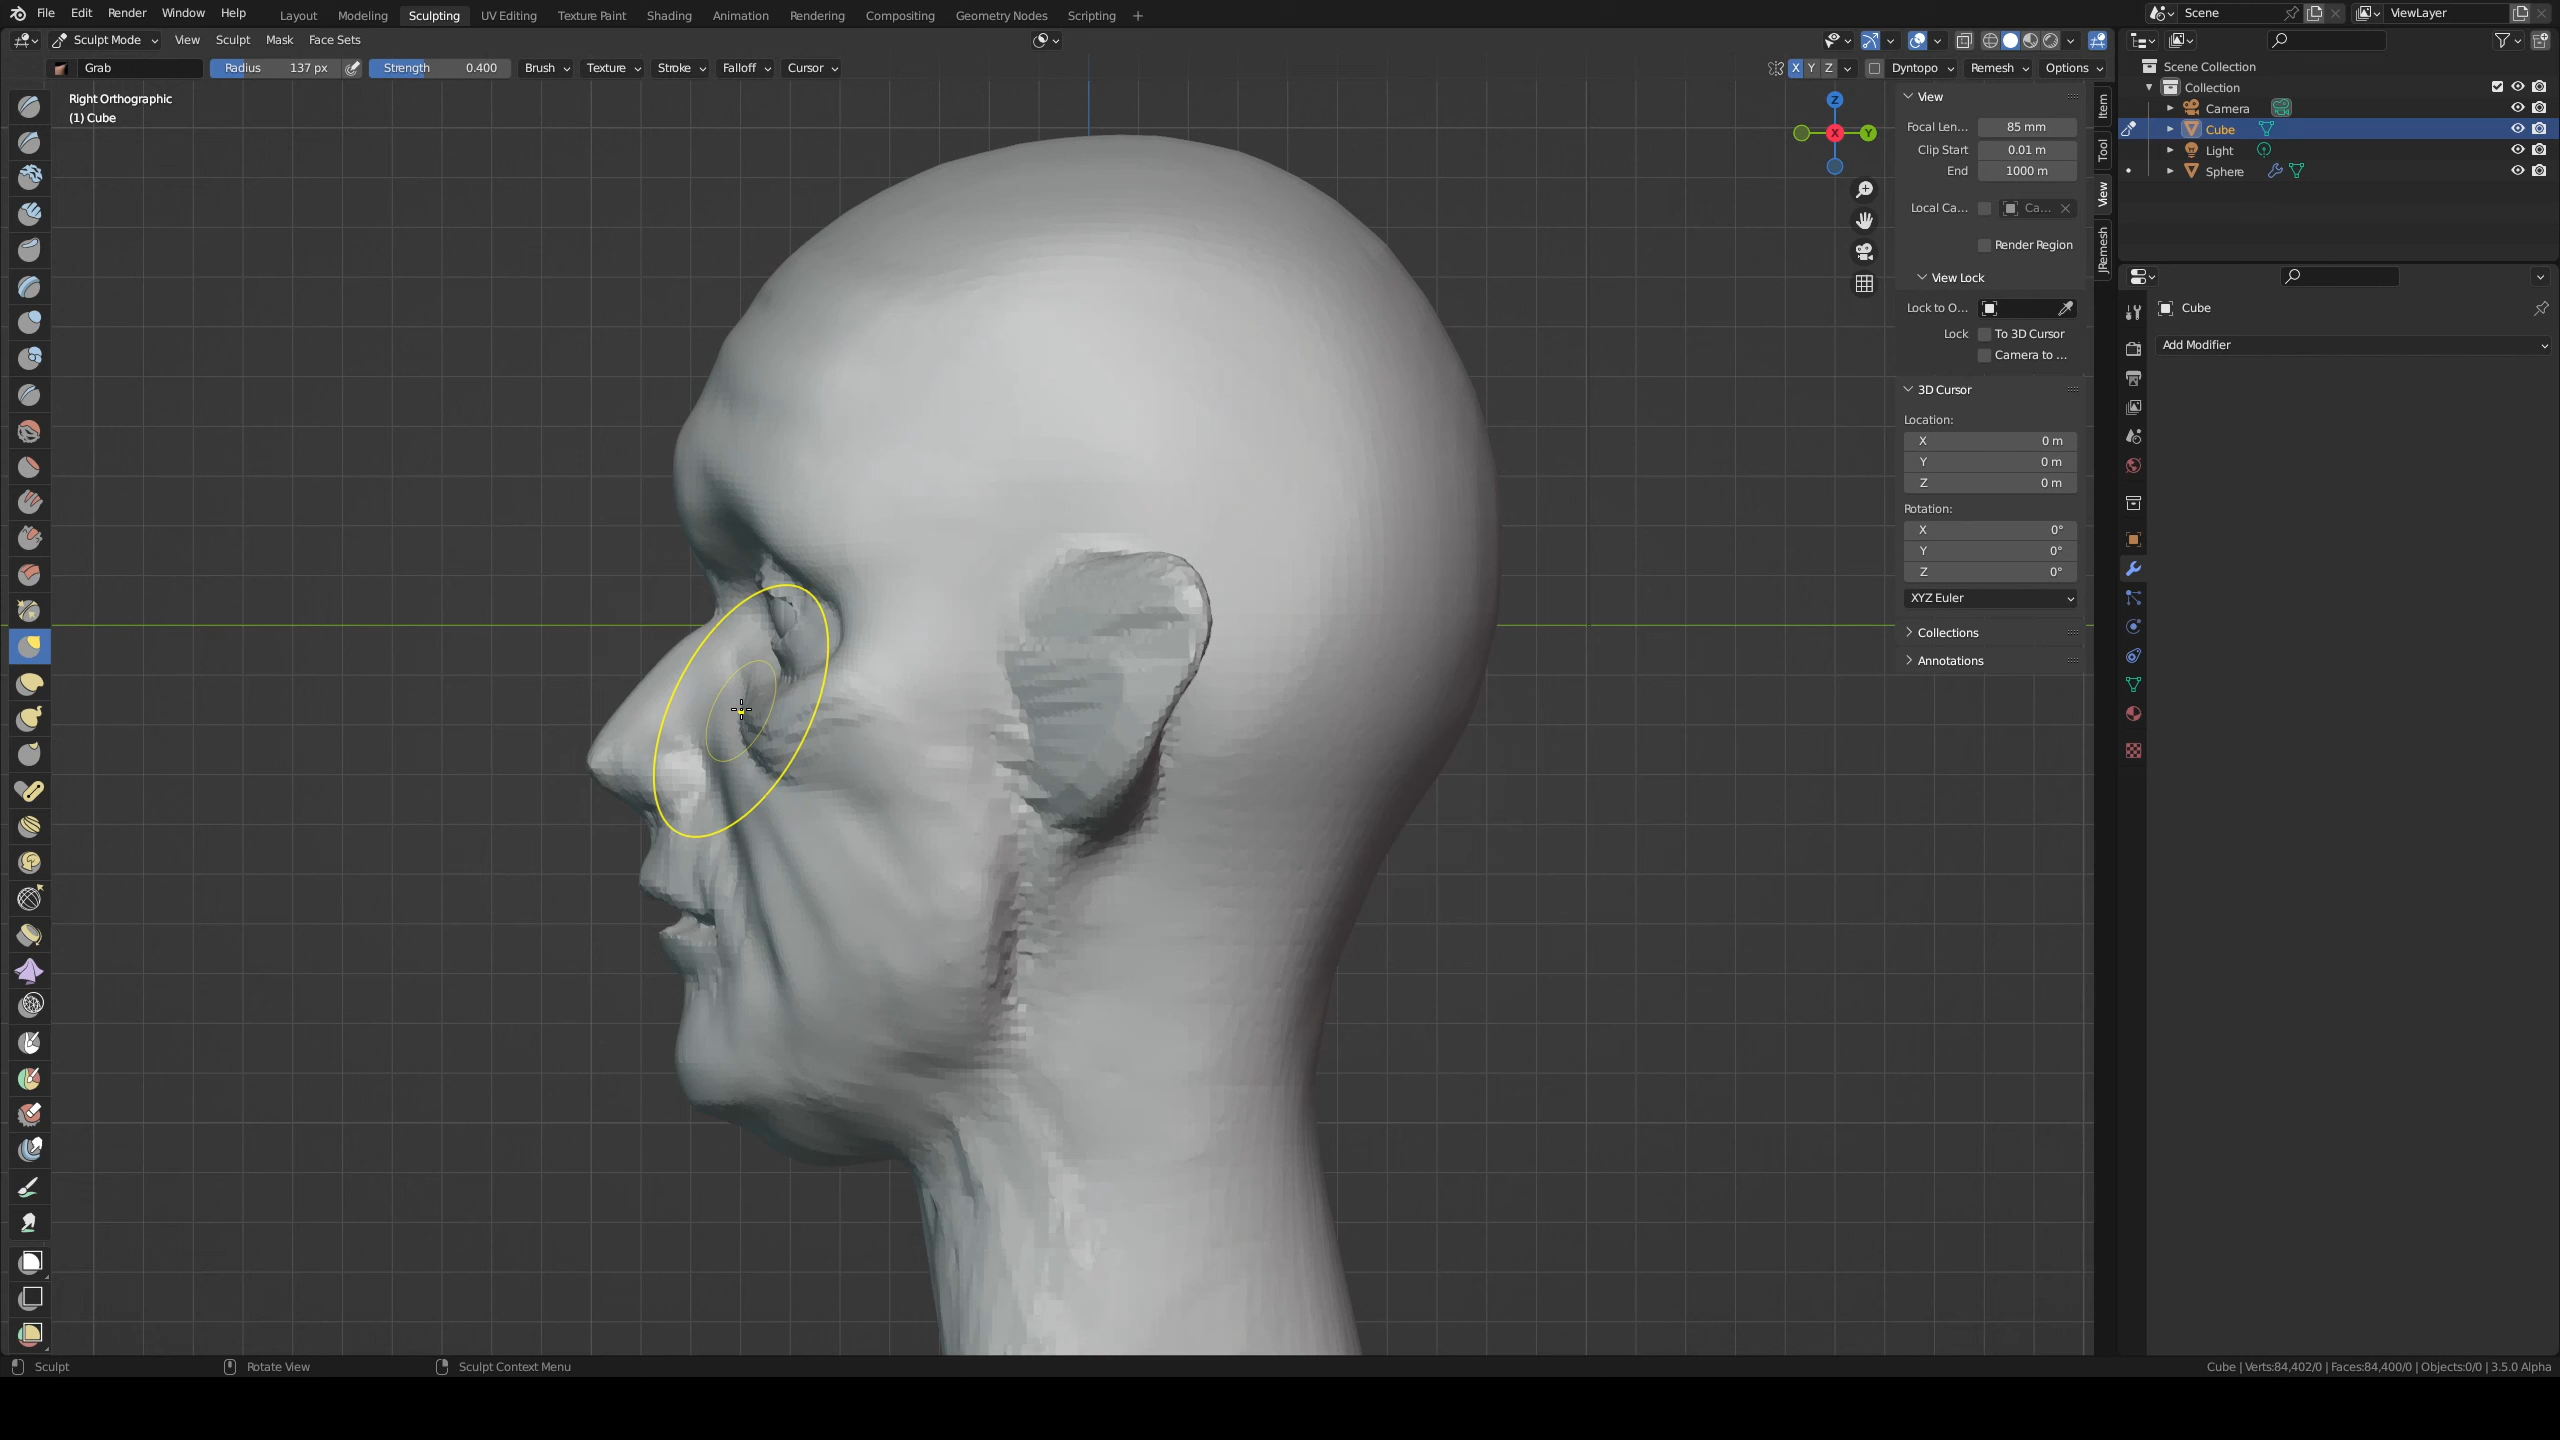 File Edit Render Window Help Layout Modeling Sculpting UV Editing Texture Paint Shading Animation Rendering Compositing Geometry Nodes Scripting + Scene ViewLayer
Sculpt Mode View Sculpt Mask Face Sets
Grab Radius 137 px Strength 0.400 Brush Texture Stroke Falloff Cursor X Y Z Dyntopo Remesh Options
Right Orthographic
(1) Cube
Z
X
Y
View
Focal Len... 85 mm
Clip Start 0.01 m
End 1000 m
Local Ca... Ca...
Render Region
View Lock
Lock to O...
Lock To 3D Cursor
Camera to ...
3D Cursor
Location:
X 0 m
Y 0 m
Z 0 m
Rotation:
X 0°
Y 0°
Z 0°
XYZ Euler
Collections
Annotations
Item
Tool
View
JRemesh
Scene Collection
Collection
Camera
Cube
Light
Sphere
Cube
Add Modifier
Sculpt Rotate View Sculpt Context Menu Cube | Verts:84,402/0 | Faces:84,400/0 | Objects:0/0 | 3.5.0 Alpha